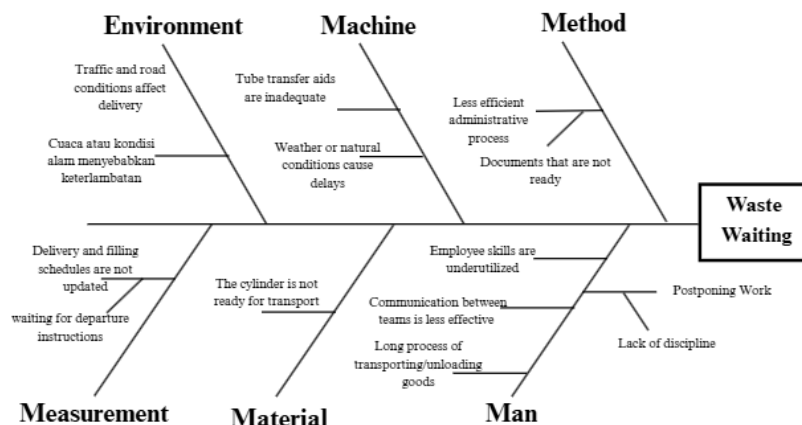 Environment
Machine
Method
Traffic and road
conditions affect
delivery
Tube transfer aids
are inadequate
Less efficient
administrative
process
Cuaca atau kondisi
alam menyebabkan
keterlambatan
Weather or natural
conditions cause
delays
Documents that are not
ready
Waste
Waiting
Delivery and filling
schedules are not
updated
waiting for departure
instructions
The cylinder is not
ready for transport
Employee skills are
underutilized
Communication between
teams is less effective
Long process of
transporting/unloading
goods
Postponing Work
Lack of discipline
Measurement
Material
Man